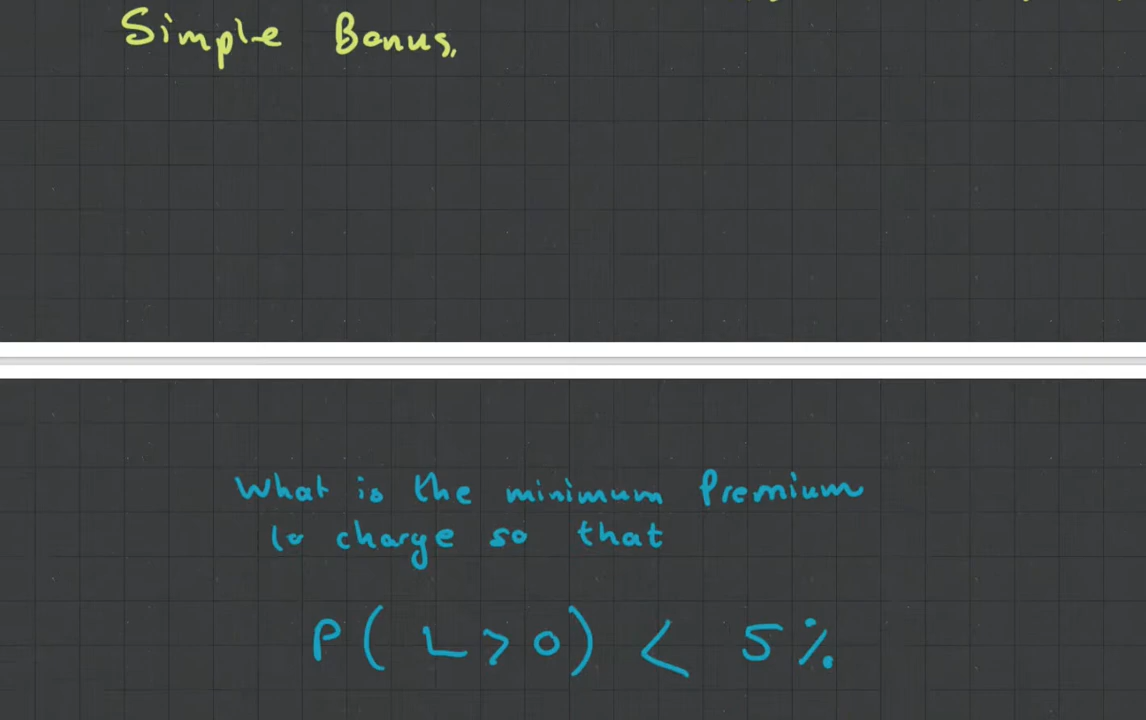 Simple Bonus.
What is the minimum Premium
to charge so that
P( L > 0) < 5%